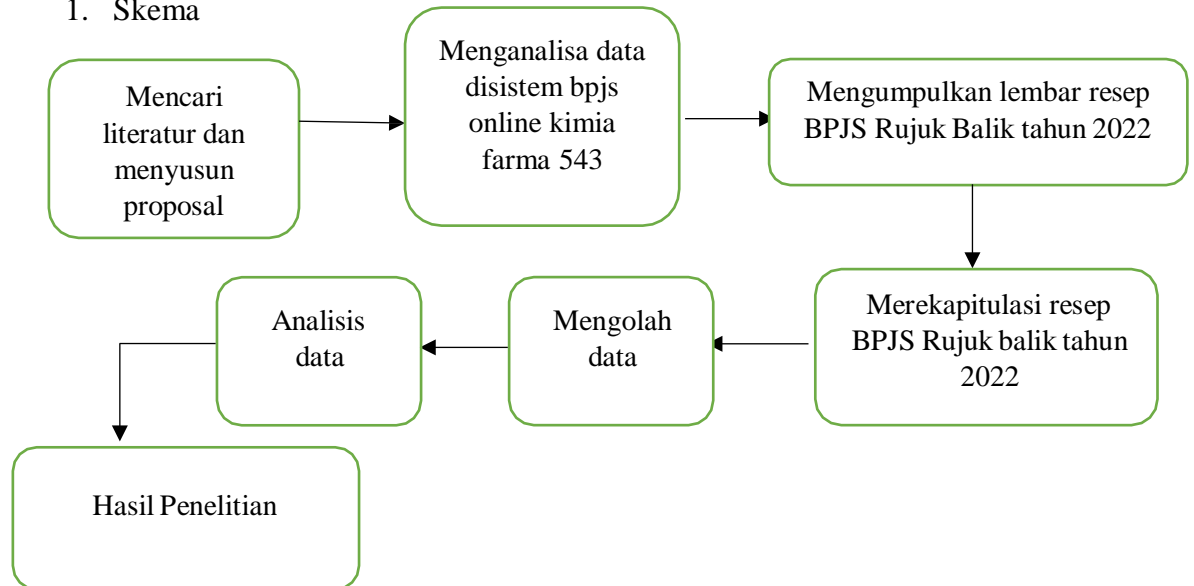 1. Skema
Mencari
literatur dan
menyusun
proposal
Menganalisa data
disistem bpjs
online kimia
farma 543
Mengumpulkan lembar resep
BPJS Rujuk Balik tahun 2022
Merekapitulasi resep
BPJS Rujuk balik tahun
2022
Mengolah
data
Analisis
data
Hasil Penelitian